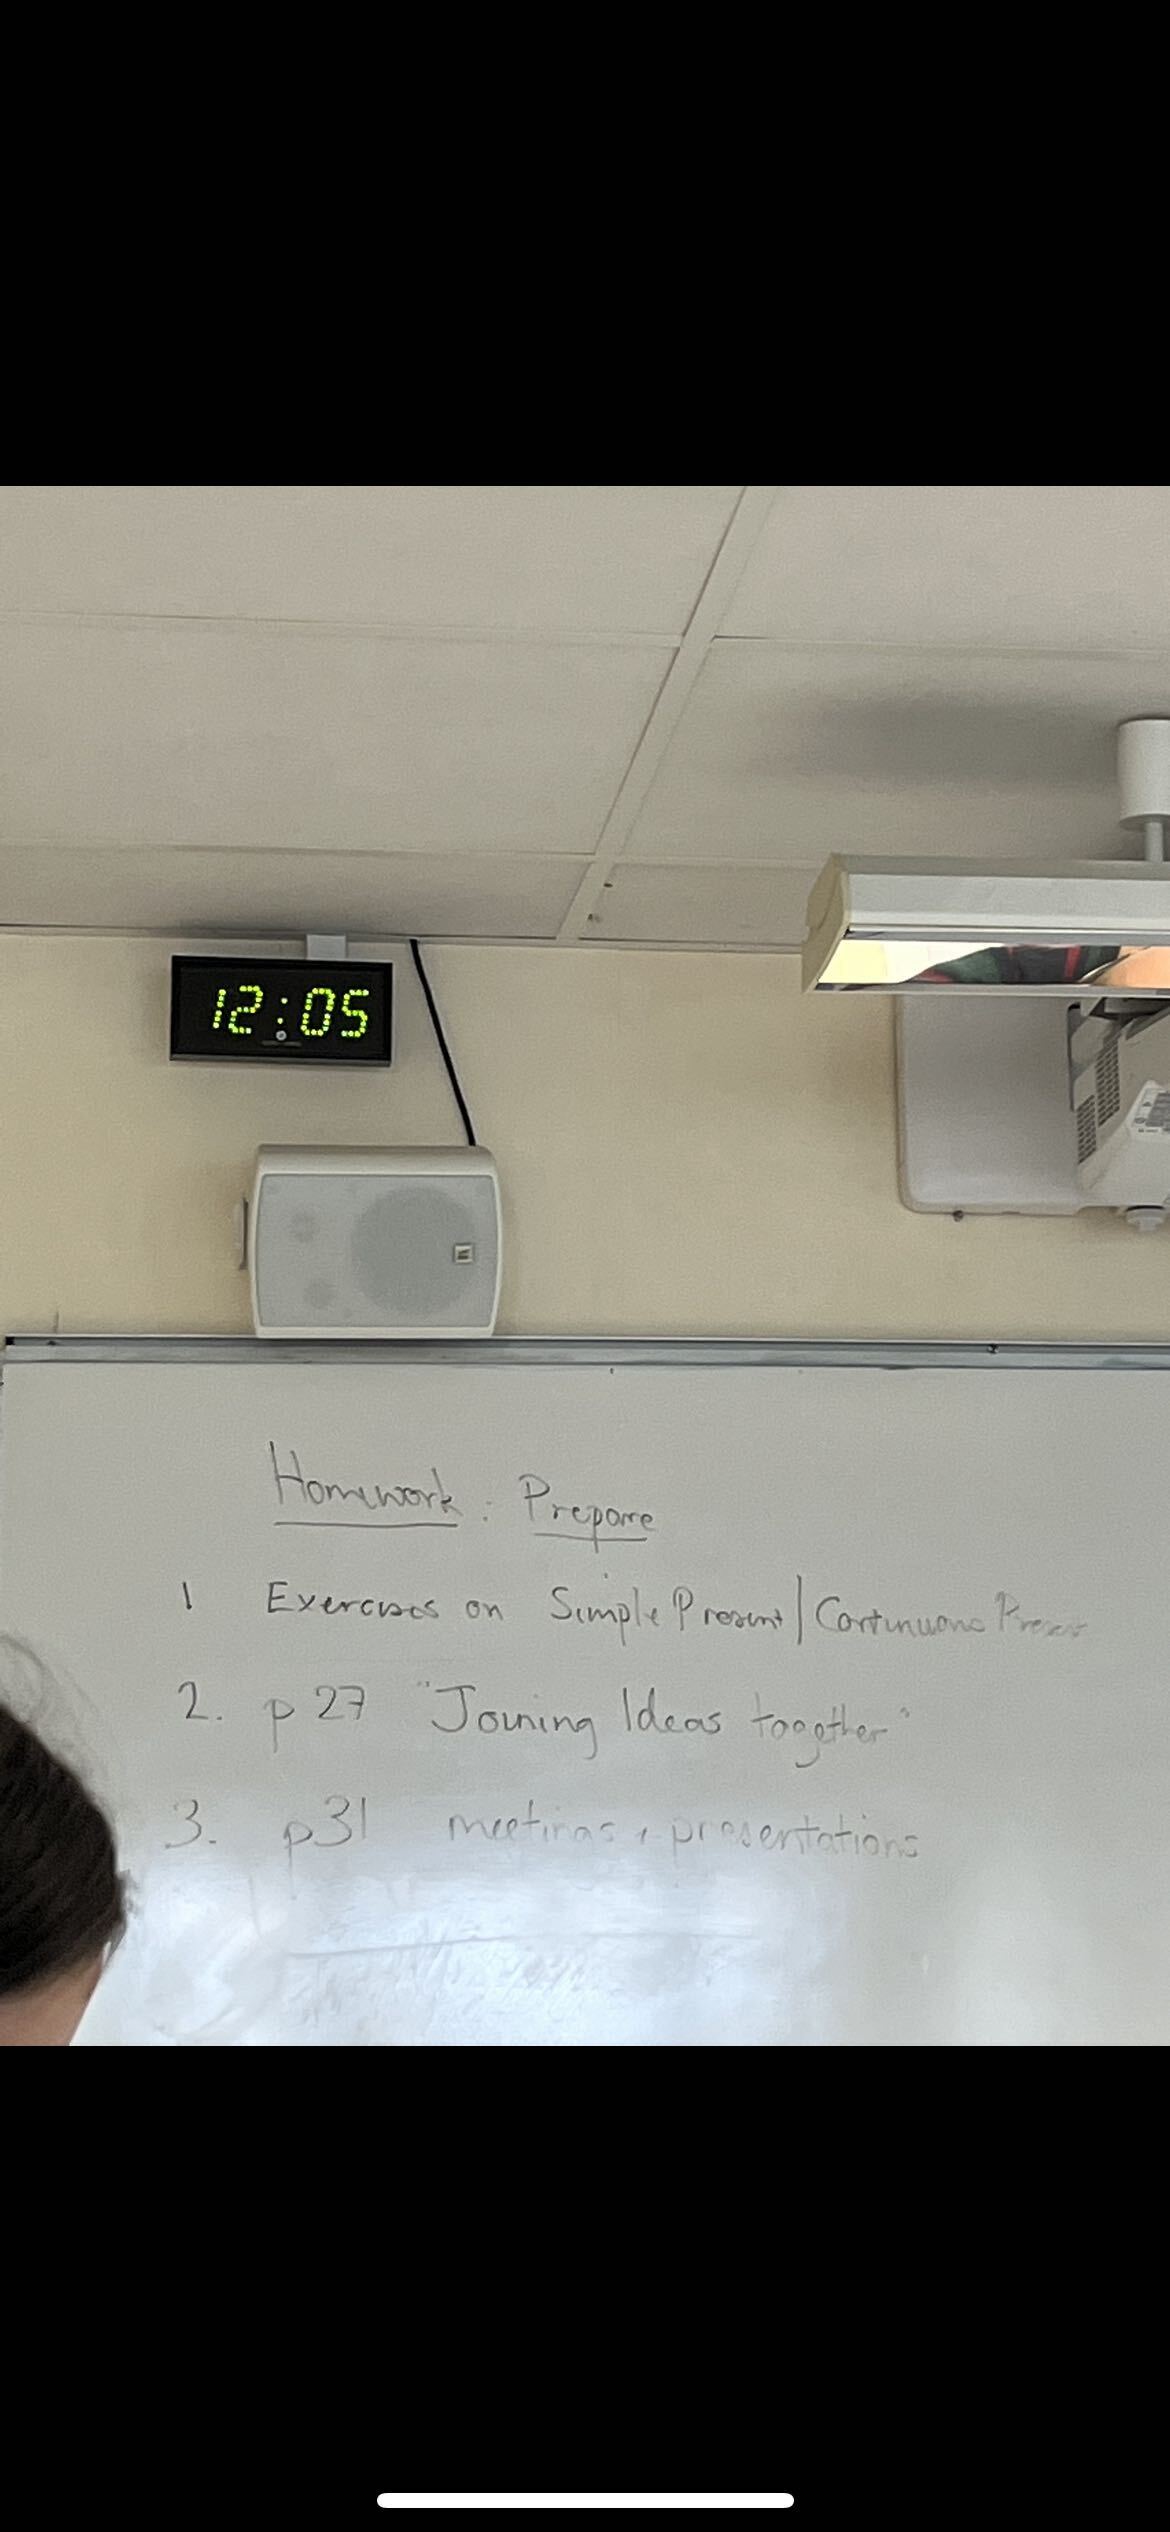 12:05
Homework : Prepare
1 Exercises on Simple Present / Continuous Present
2. p 27 "Joining Ideas together"
3. p31 meetings + presentations